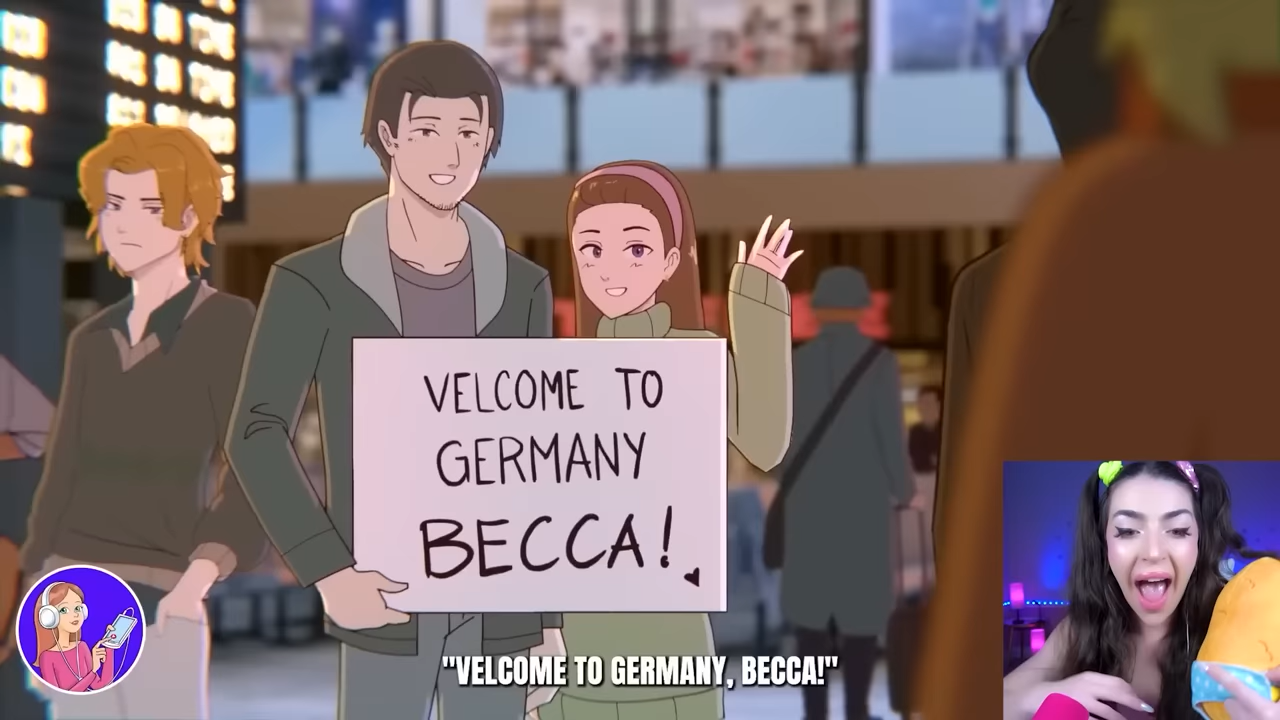 VELCOME TO
GERMANY
BECCA!
"VELCOME TO GERMANY, BECCA!"